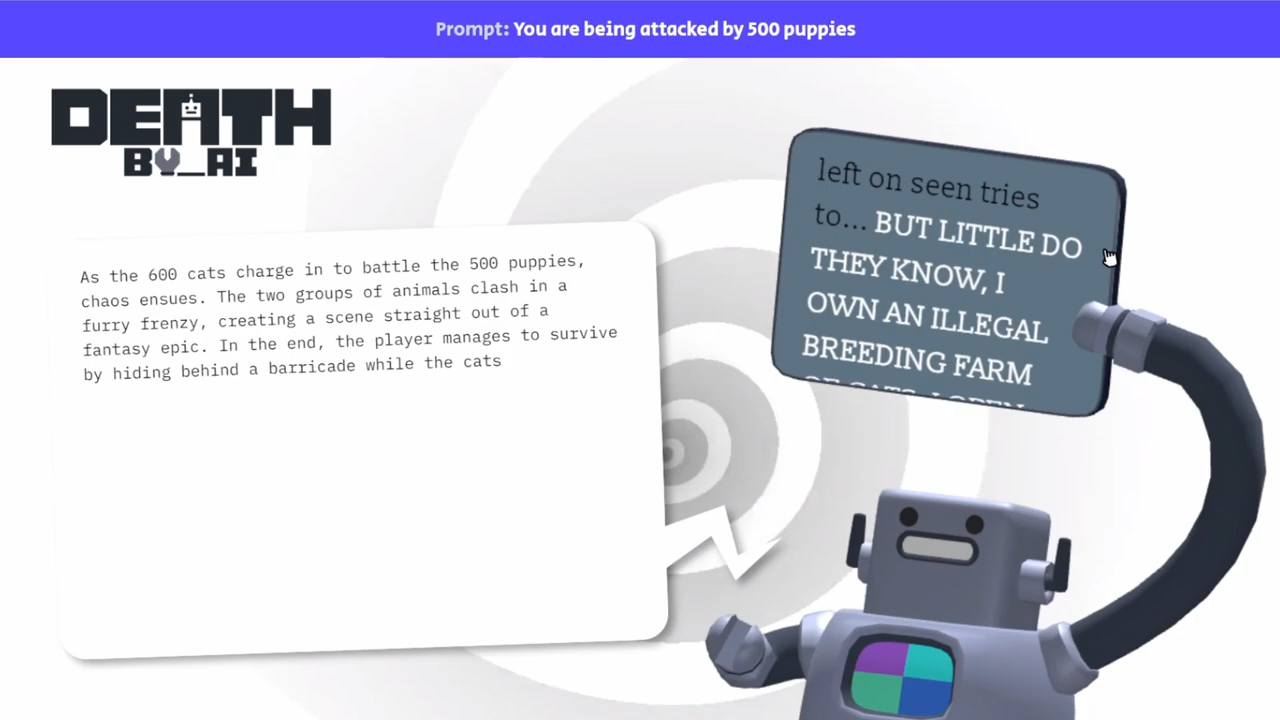 Prompt: You are being attacked by 500 puppies
DEATH
BY_AI
As the 600 cats charge in to battle the 500 puppies,
chaos ensues. The two groups of animals clash in a
furry frenzy, creating a scene straight out of a
fantasy epic. In the end, the player manages to survive
by hiding behind a barricade while the cats
left on seen tries
to... BUT LITTLE DO
THEY KNOW, I
OWN AN ILLEGAL
BREEDING FARM
OF CATS, I OPEN